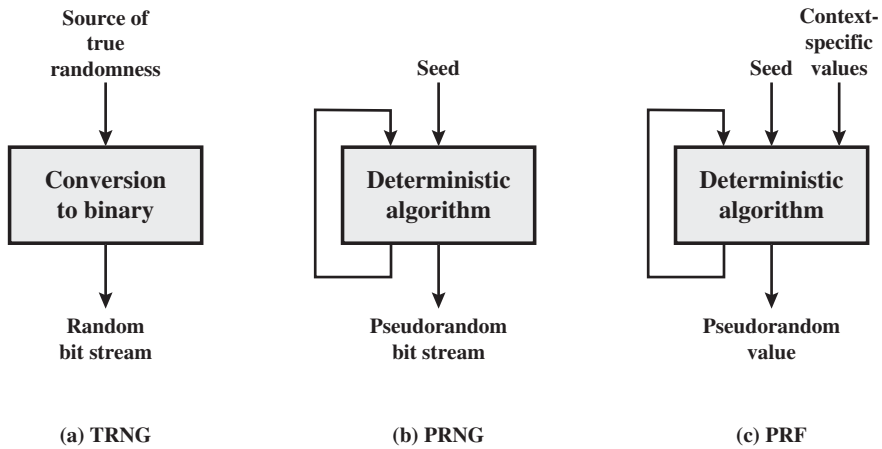 Source of
true
randomness
Conversion
to binary
Random
bit stream
(a) TRNG
Seed
Deterministic
algorithm
Pseudorandom
bit stream
(b) PRNG
Context-
specific
values
Seed
Deterministic
algorithm
Pseudorandom
value
(c) PRF